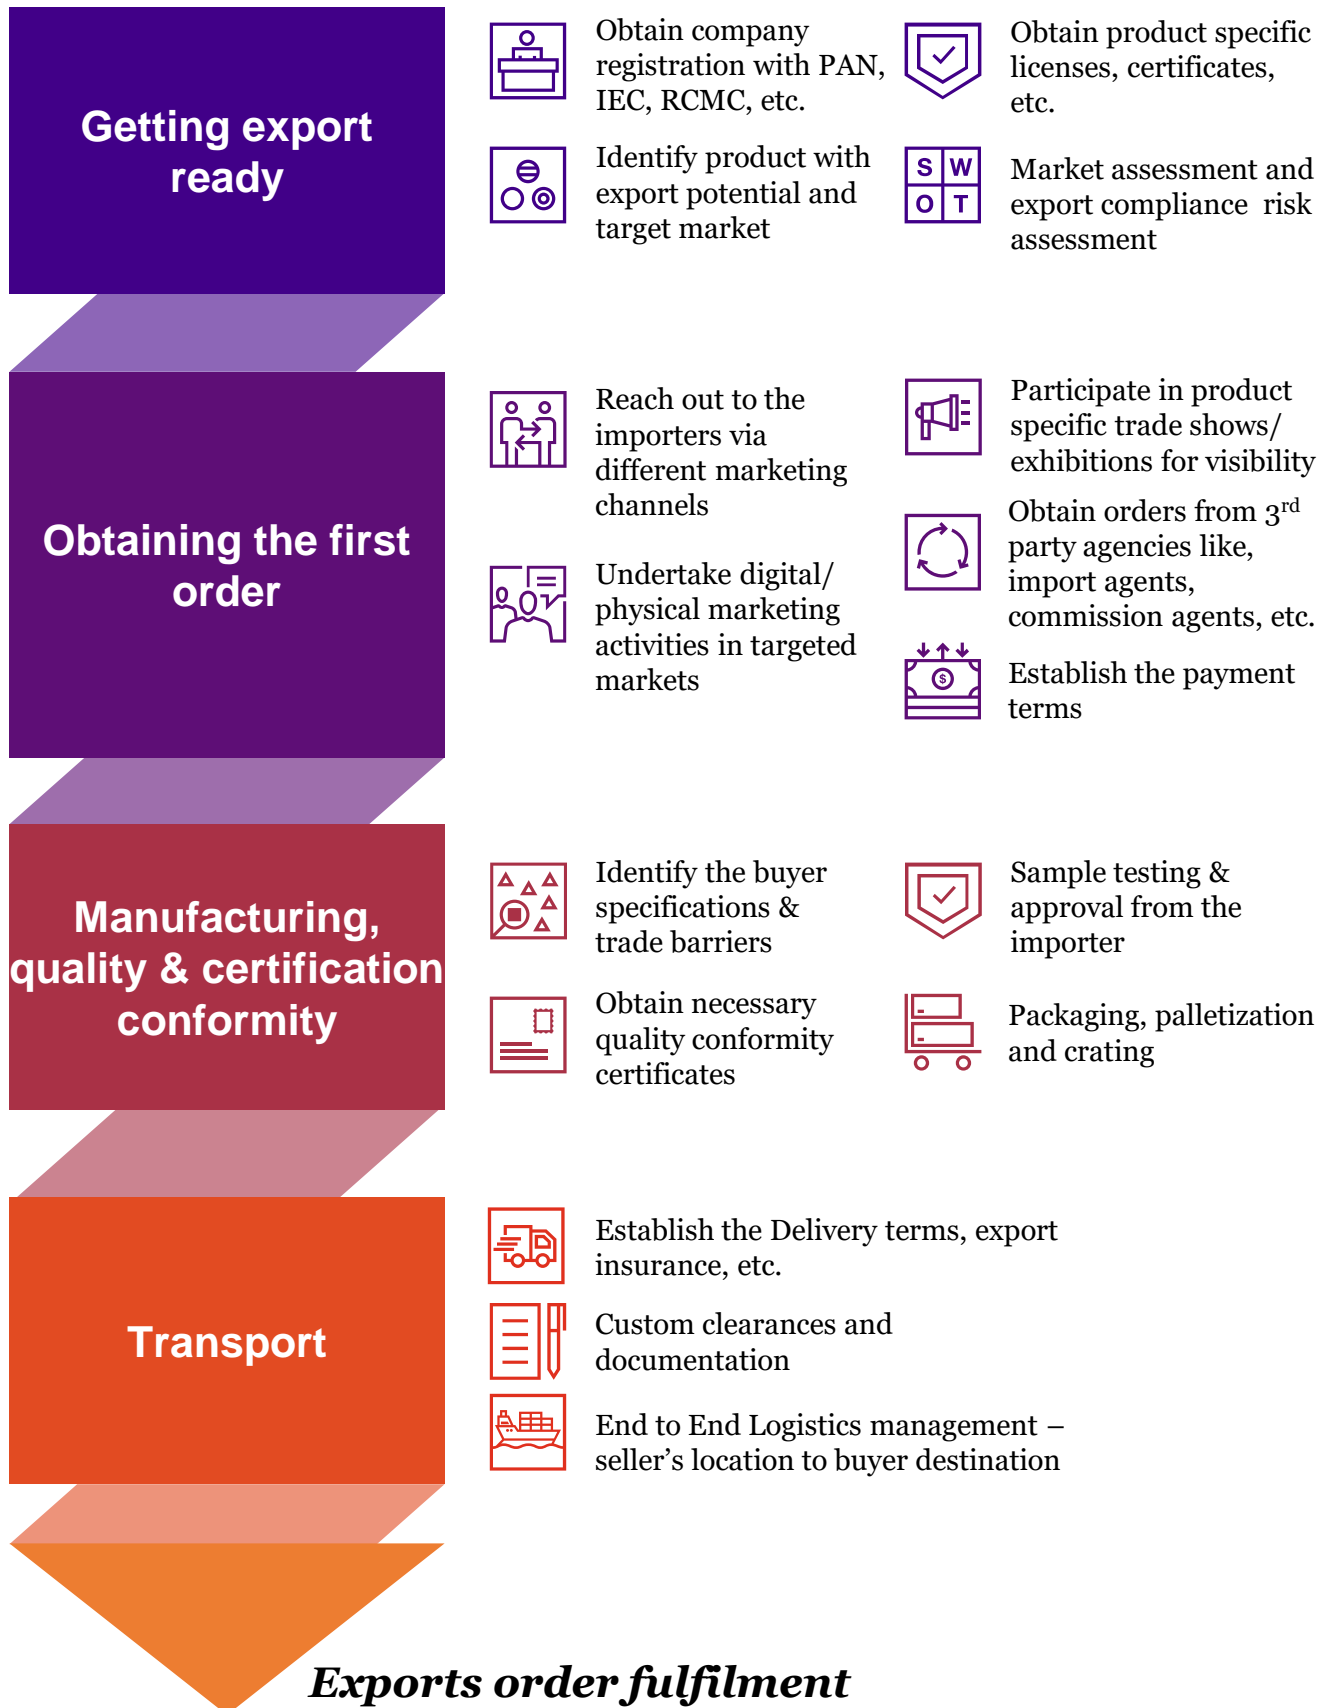 Getting export
ready
Obtain company
registration with PAN,
IEC, RCMC, etc.
Obtain product specific
licenses, certificates,
etc.
Identify product with
export potential and
target market
S W
O T
Market assessment and
export compliance risk
assessment
Obtaining the first
order
Reach out to the
importers via
different marketing
channels
Participate in product
specific trade shows/
exhibitions for visibility
Undertake digital/
physical marketing
activities in targeted
markets
Obtain orders from 3rd
party agencies like,
import agents,
commission agents, etc.
$
Establish the payment
terms
Manufacturing,
quality & certification
conformity
Identify the buyer
specifications &
trade barriers
Sample testing &
approval from the
importer
Obtain necessary
quality conformity
certificates
Packaging, palletization
and crating
Transport
Establish the Delivery terms, export
insurance, etc.
Custom clearances and
documentation
End to End Logistics management –
seller’s location to buyer destination
Exports order fulfilment